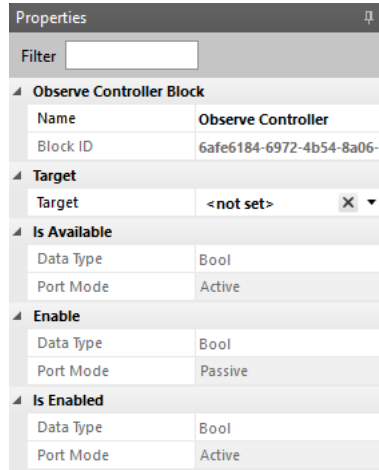 Properties
Filter
Observe Controller Block
Name Observe Controller
Block ID 6afe6184-6972-4b54-8a06-
Target
Target <not set>
Is Available
Data Type Bool
Port Mode Active
Enable
Data Type Bool
Port Mode Passive
Is Enabled
Data Type Bool
Port Mode Active